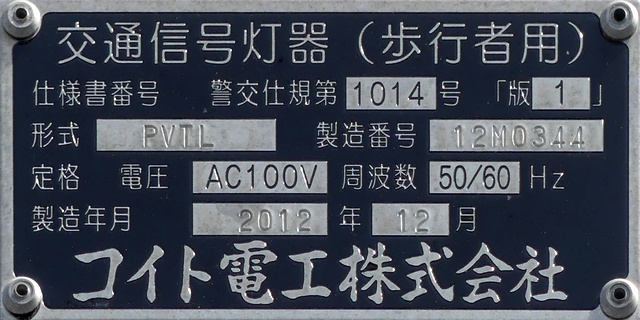 交通信号灯器（歩行者用）
仕様書番号 警交仕規第 1014 号 「版 1 」
形式 PVTL 製造番号 12M0344
定格 電圧 AC100V 周波数 50/60 Hz
製造年月 2012 年 12 月
コイト電工株式会社